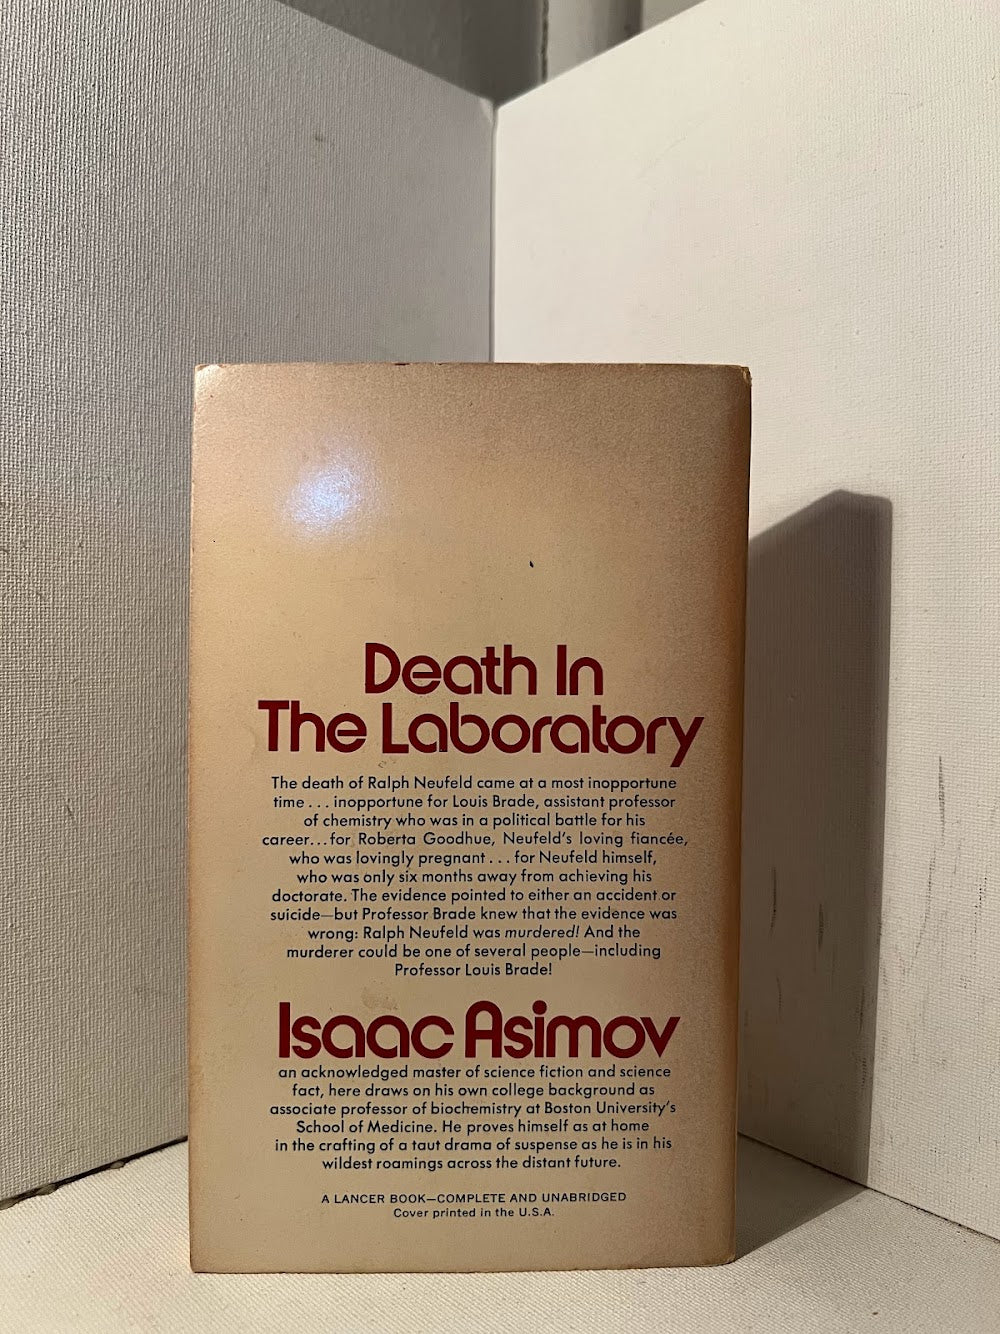 Death In
The Laboratory
The death of Ralph Neufeld came at a most inopportune
time . . . inopportune for Louis Brade, assistant professor
of chemistry who was in a political battle for his
career...for Roberta Goodhue, Neufeld's loving fiancée,
who was lovingly pregnant . . . for Neufeld himself,
who was only six months away from achieving his
doctorate. The evidence pointed to either an accident or
suicide—but Professor Brade knew that the evidence was
wrong: Ralph Neufeld was murdered! And the
murderer could be one of several people—including
Professor Louis Brade!
Isaac Asimov
an acknowledged master of science fiction and science
fact, here draws on his own college background as
associate professor of biochemistry at Boston University's
School of Medicine. He proves himself as at home
in the crafting of a taut drama of suspense as he is in his
wildest roamings across the distant future.
A LANCER BOOK—COMPLETE AND UNABRIDGED
Cover printed in the U.S.A.